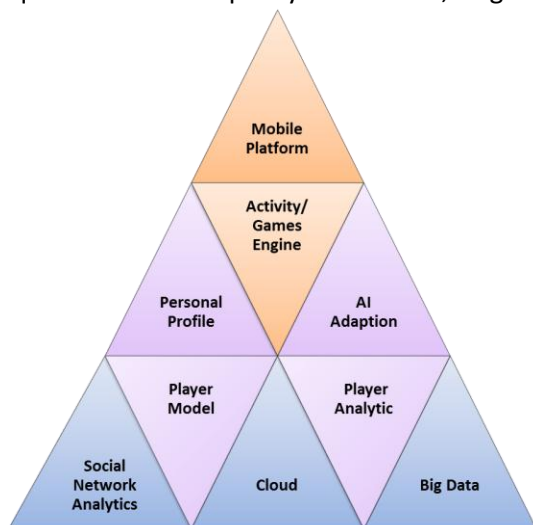 Mobile
Platform
Activity/
Games
Engine
Personal
Profile
AI
Adaption
Player
Model
Player
Analytic
Social
Network
Analytics
Cloud
Big Data